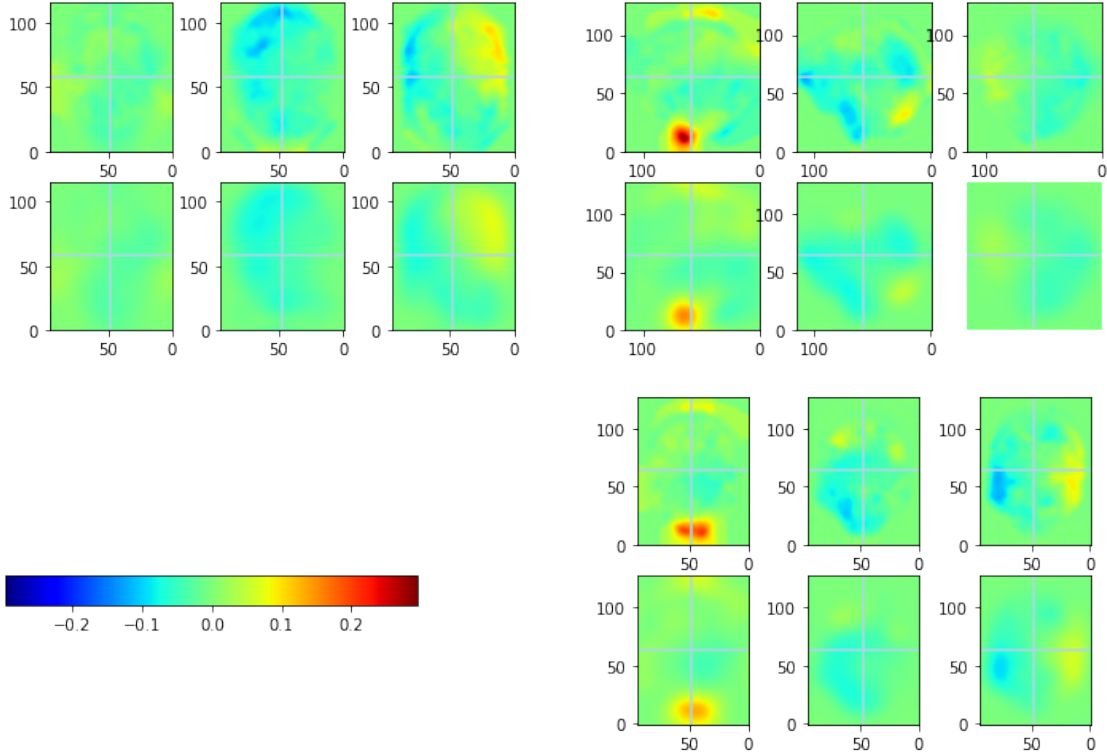 100 100 100 100 100 100
50 50 50 50 50 50
0 0 0 0 0 0
50 0 50 0 50 0 100 0 100 0 100 0
100 100 100 100 100
50 50 50 50 50
0 0 0 0 0
50 0 50 0 50 0 100 0 100 0
100 100 100
50 50 50
0 0 0
50 0 50 0 50 0
100 100 100
−0.2 −0.1 0.0 0.1 0.2
50 50 50
0 0 0
50 0 50 0 50 0